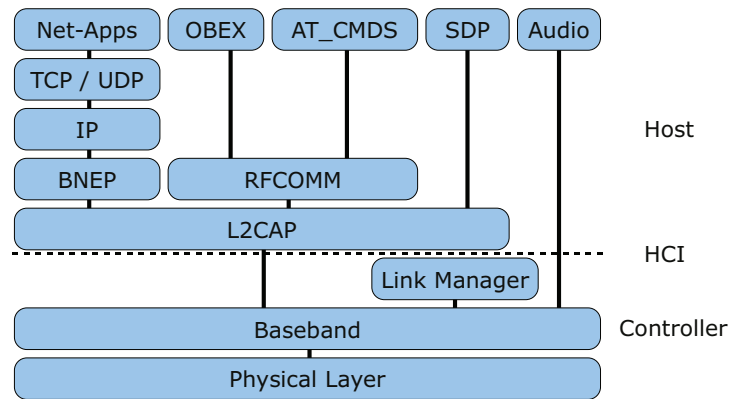 Net-Apps OBEX AT_CMDS SDP Audio
TCP / UDP
IP
Host
BNEP RFCOMM
L2CAP
HCI
Link Manager
Baseband
Controller
Physical Layer